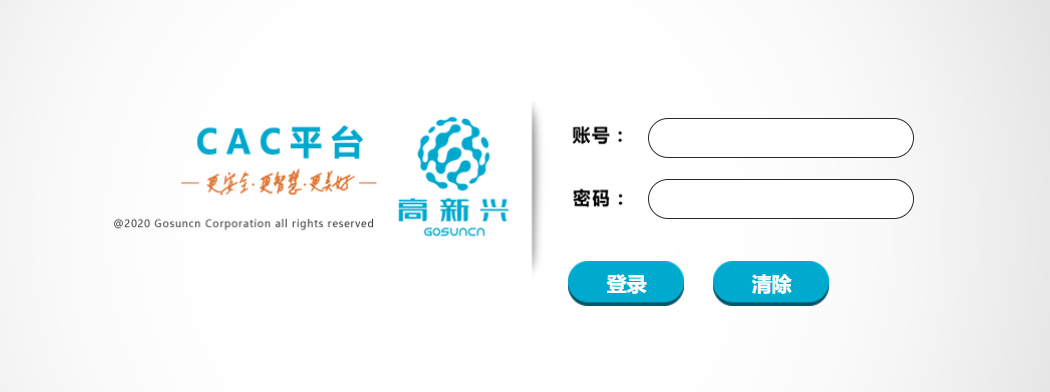 CAC平台
更安全·更智慧·更美好
@2020 Gosuncn Corporation all rights reserved
高新兴
GOSUNCN
账号：
密码：
登录
清除